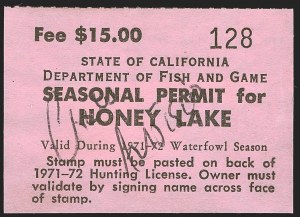 Fee $15.00 128
STATE OF CALIFORNIA
DEPARTMENT OF FISH AND GAME
SEASONAL PERMIT for
HONEY LAKE
Valid During 1971-72 Waterfowl Season
Stamp must be pasted on back of
1971-72 Hunting License. Owner must
validate by signing name across face
of stamp.